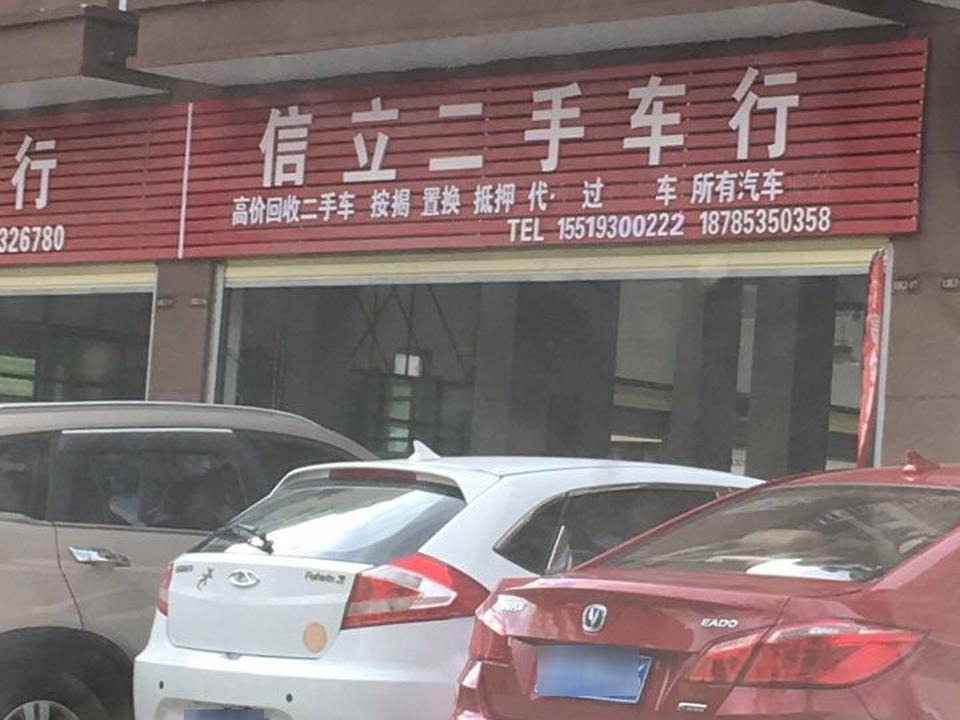 信立二手车行
高价回收二手车 按揭 置换 抵押 代 过 车 所有汽车
TEL 15519300222 18785350358
行
326780
EADO